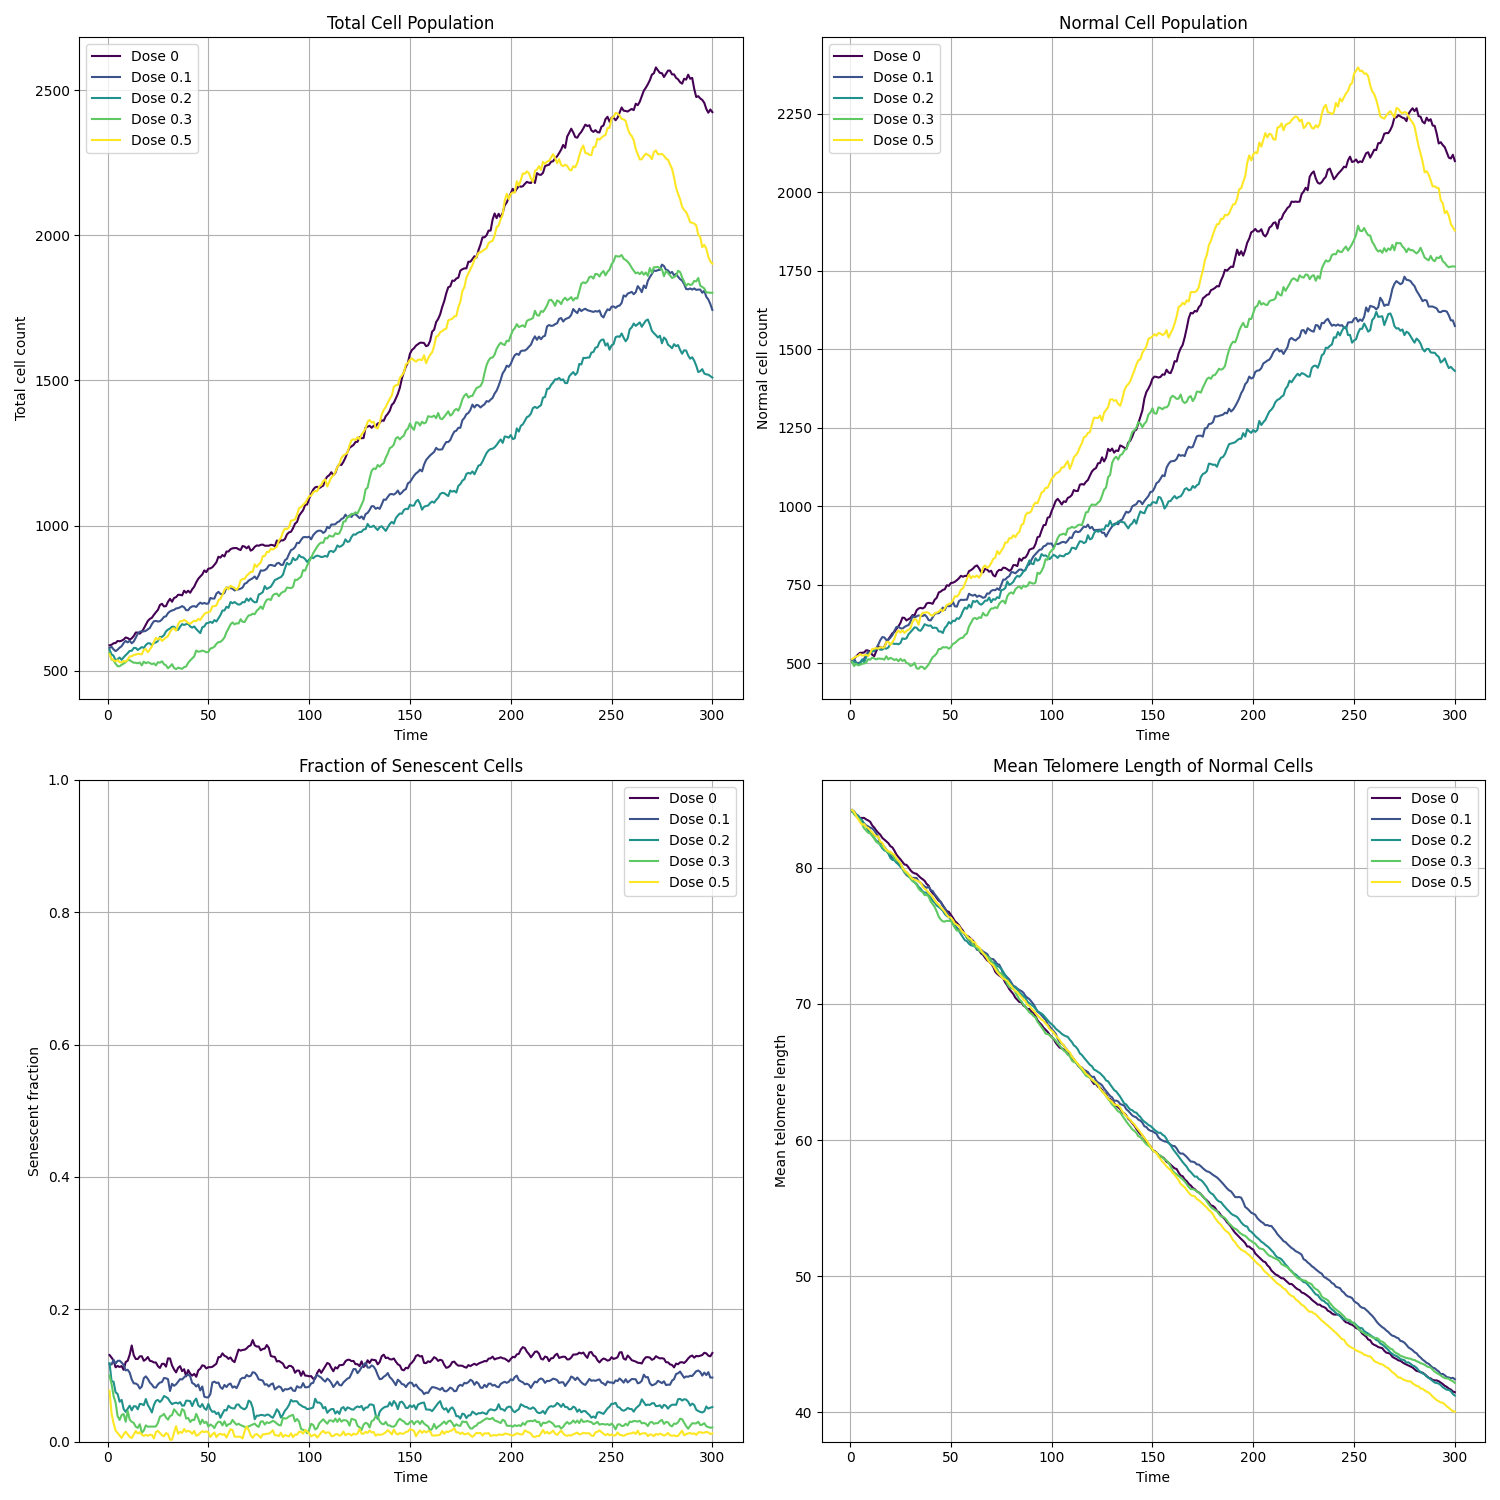 Total Cell Population
Dose 0
Dose 0.1
Dose 0.2
Dose 0.3
Dose 0.5
Total cell count
2500
2000
1500
1000
500
0 50 100 150 200 250 300
Time
Normal Cell Population
Dose 0
Dose 0.1
Dose 0.2
Dose 0.3
Dose 0.5
Normal cell count
2250
2000
1750
1500
1250
1000
750
500
0 50 100 150 200 250 300
Time
Fraction of Senescent Cells
Dose 0
Dose 0.1
Dose 0.2
Dose 0.3
Dose 0.5
Senescent fraction
1.0
0.8
0.6
0.4
0.2
0.0
0 50 100 150 200 250 300
Time
Mean Telomere Length of Normal Cells
Dose 0
Dose 0.1
Dose 0.2
Dose 0.3
Dose 0.5
Mean telomere length
80
70
60
50
40
0 50 100 150 200 250 300
Time